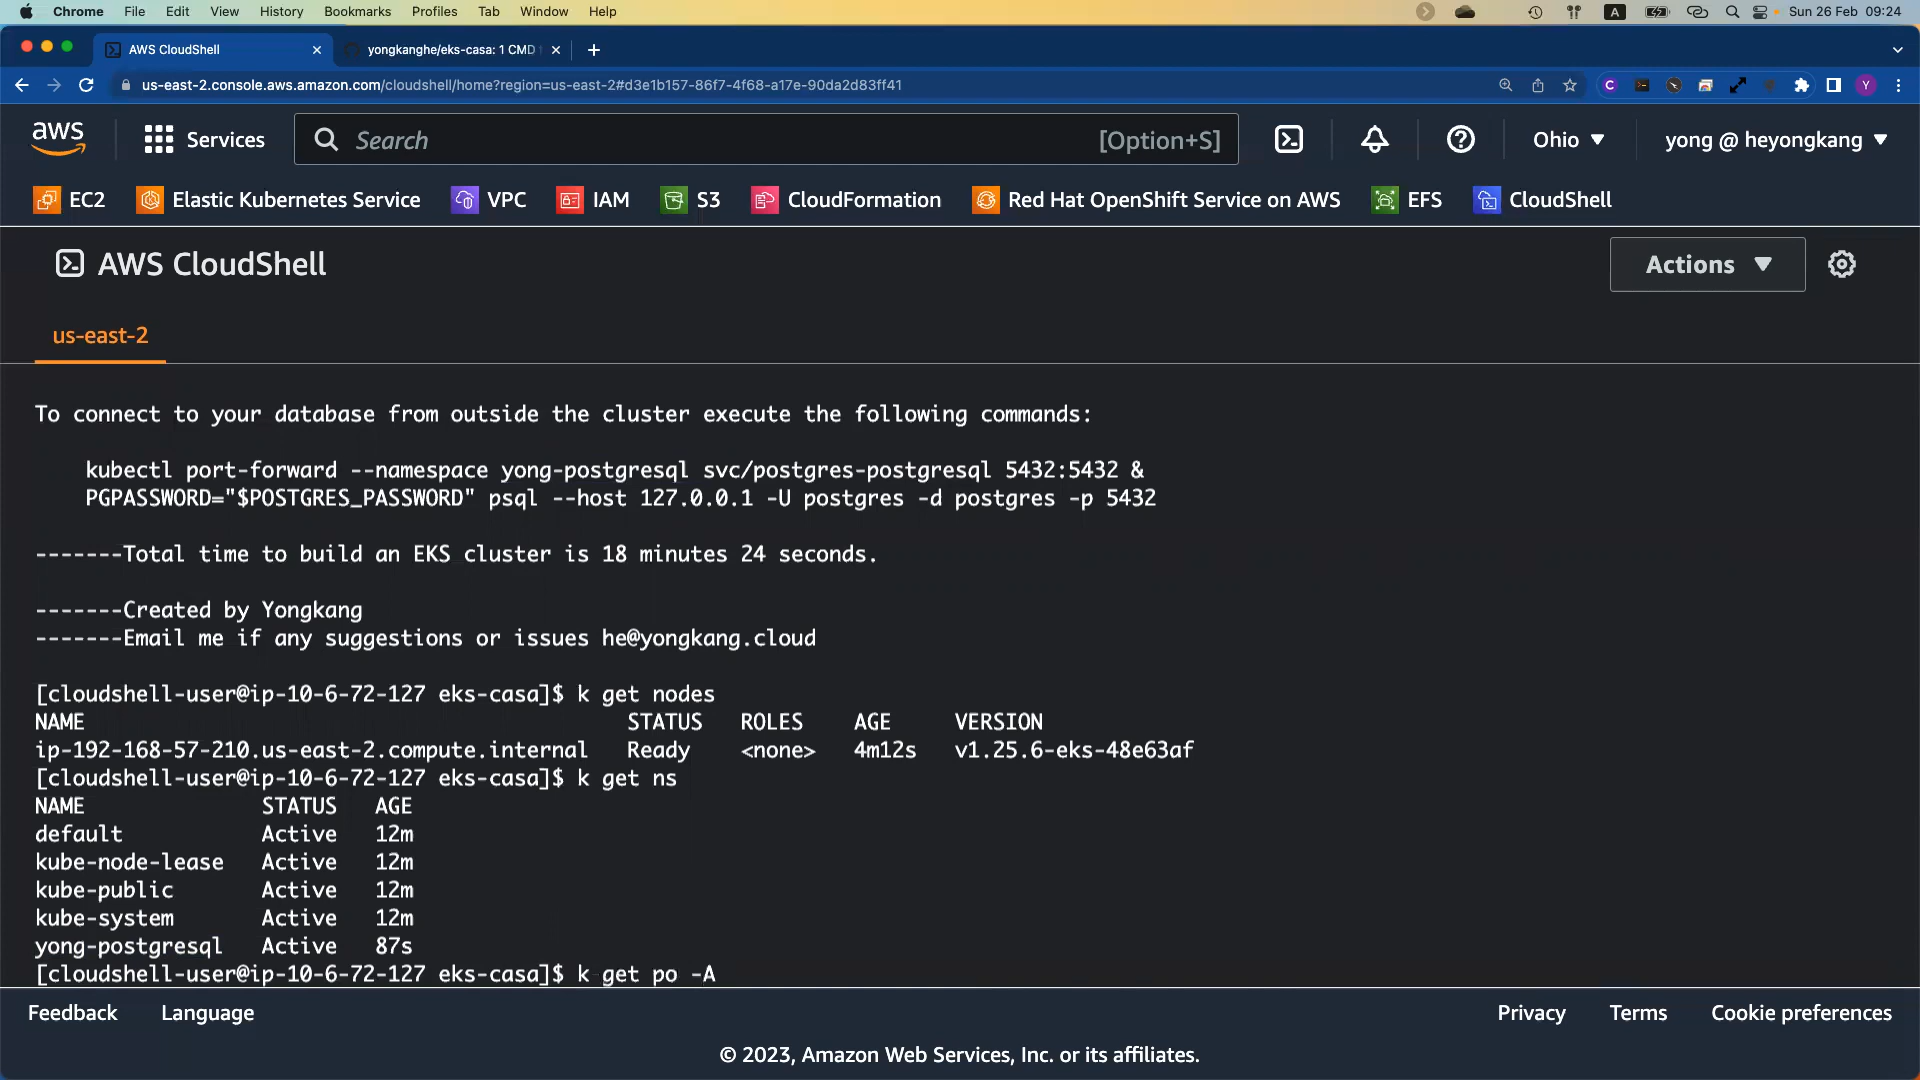 Chrome File Edit View History Bookmarks Profiles Tab Window Help A Sun 26 Feb 09:24
AWS CloudShell yongkanghe/eks-casa: 1 CMD
us-east-2.console.aws.amazon.com/cloudshell/home?region=us-east-2#d3e1b157-86f7-4f68-a17e-90da2d83ff41 C Y
aws Services Search [Option+S] Ohio yong @ heyongkang
EC2 Elastic Kubernetes Service VPC IAM S3 CloudFormation Red Hat OpenShift Service on AWS EFS CloudShell
AWS CloudShell Actions
us-east-2
To connect to your database from outside the cluster execute the following commands:
kubectl port-forward --namespace yong-postgresql svc/postgres-postgresql 5432:5432 &
PGPASSWORD="$POSTGRES_PASSWORD" psql --host 127.0.0.1 -U postgres -d postgres -p 5432
-------Total time to build an EKS cluster is 18 minutes 24 seconds.
-------Created by Yongkang
-------Email me if any suggestions or issues he@yongkang.cloud
[cloudshell-user@ip-10-6-72-127 eks-casa]$ k get nodes
NAME STATUS ROLES AGE VERSION
ip-192-168-57-210.us-east-2.compute.internal Ready <none> 4m12s v1.25.6-eks-48e63af
[cloudshell-user@ip-10-6-72-127 eks-casa]$ k get ns
NAME STATUS AGE
default Active 12m
kube-node-lease Active 12m
kube-public Active 12m
kube-system Active 12m
yong-postgresql Active 87s
[cloudshell-user@ip-10-6-72-127 eks-casa]$ k get po -A
Feedback Language Privacy Terms Cookie preferences
© 2023, Amazon Web Services, Inc. or its affiliates.